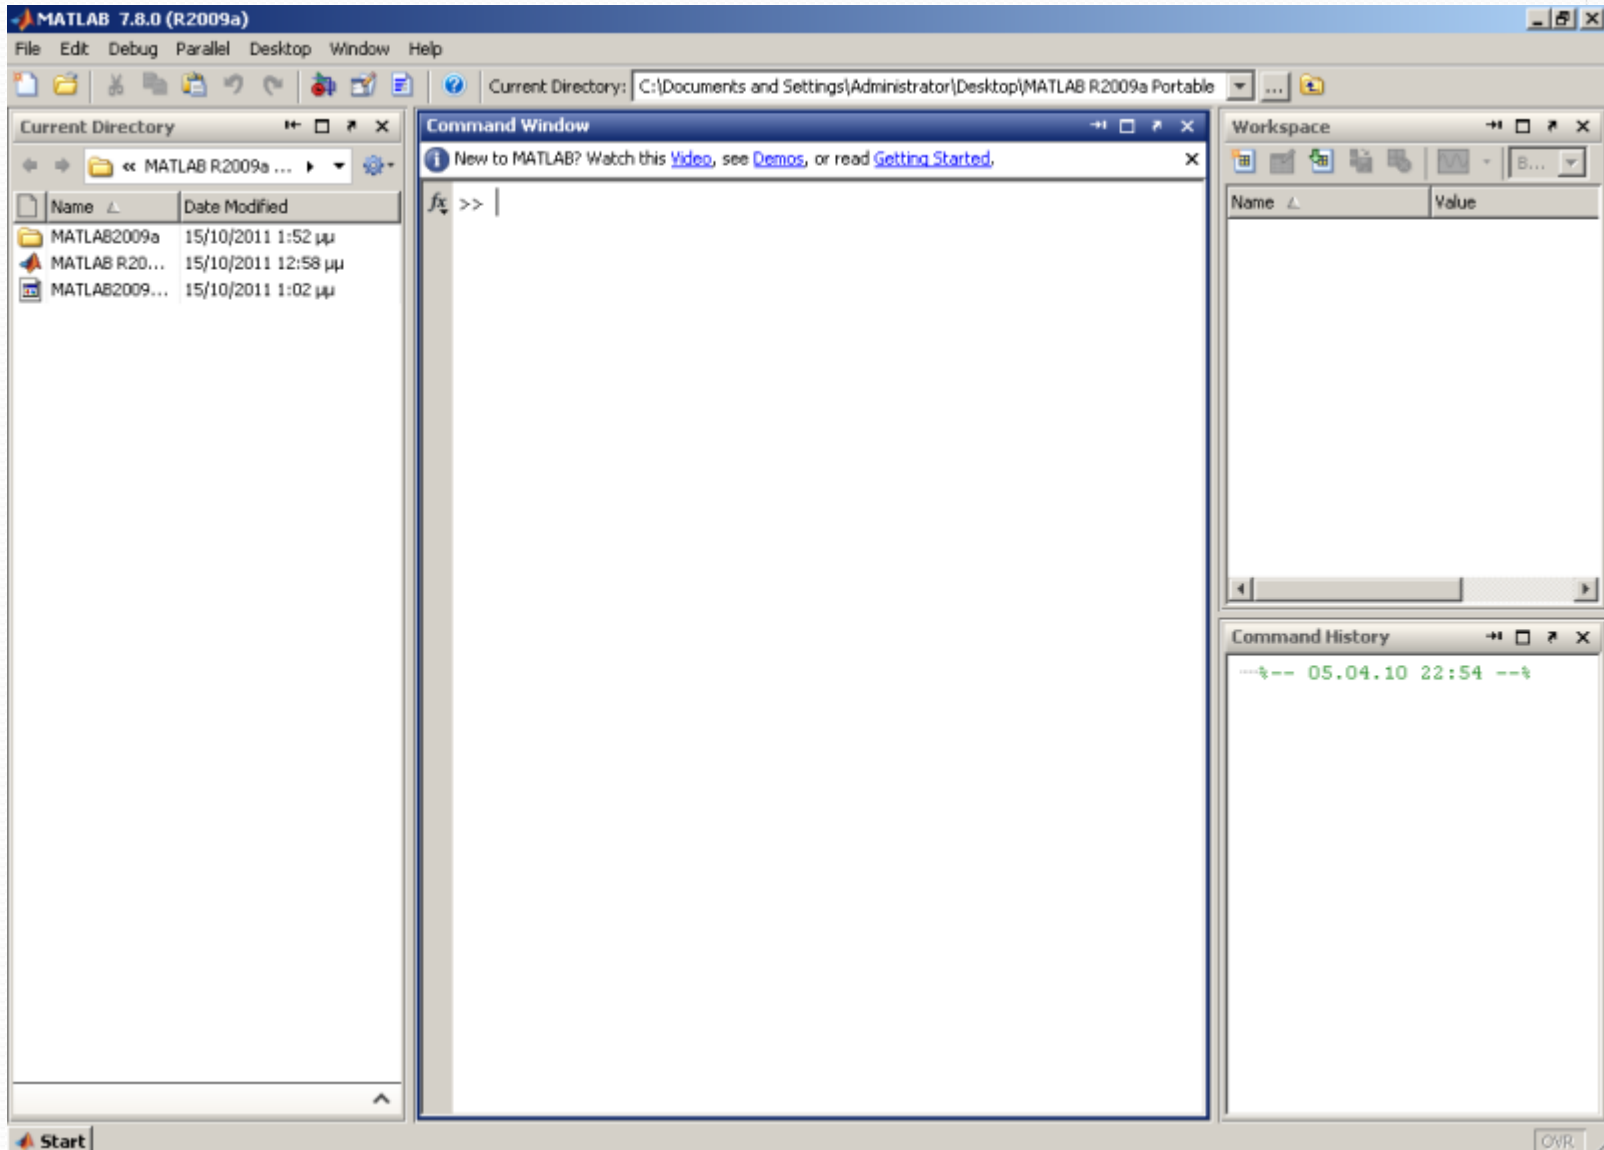 MATLAB 7.8.0 (R2009a)
File Edit Debug Parallel Desktop Window Help
Current Directory: C:\Documents and Settings\Administrator\Desktop\MATLAB R2009a Portable
Current Directory
« MATLAB R2009a ...
Name Date Modified
MATLAB2009a 15/10/2011 1:52 μμ
MATLAB R20... 15/10/2011 12:58 μμ
MATLAB2009... 15/10/2011 1:02 μμ
Command Window
New to MATLAB? Watch this Video, see Demos, or read Getting Started.
fx >>
Workspace
B...
Name Value
Command History
%-- 05.04.10 22:54 --%
Start
OVR